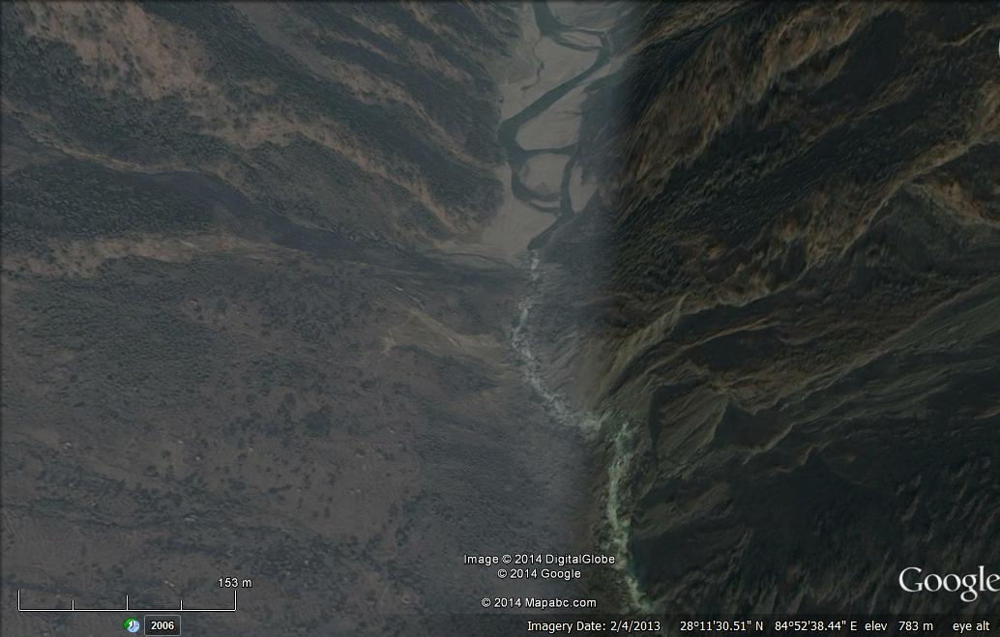 Image © 2014 DigitalGlobe
© 2014 Google
153 m
© 2014 Mapabc.com
Google
2006
Imagery Date: 2/4/2013 28°11'30.51" N 84°52'38.44" E elev 783 m eye alt